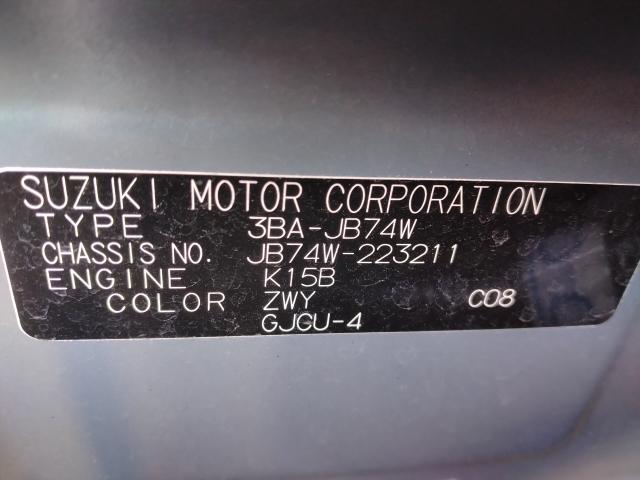 SUZUKI MOTOR CORPORATION
TYPE 3BA-JB74W
CHASSIS NO. JB74W-223211
ENGINE K15B
COLOR ZWY C08
GJGU-4